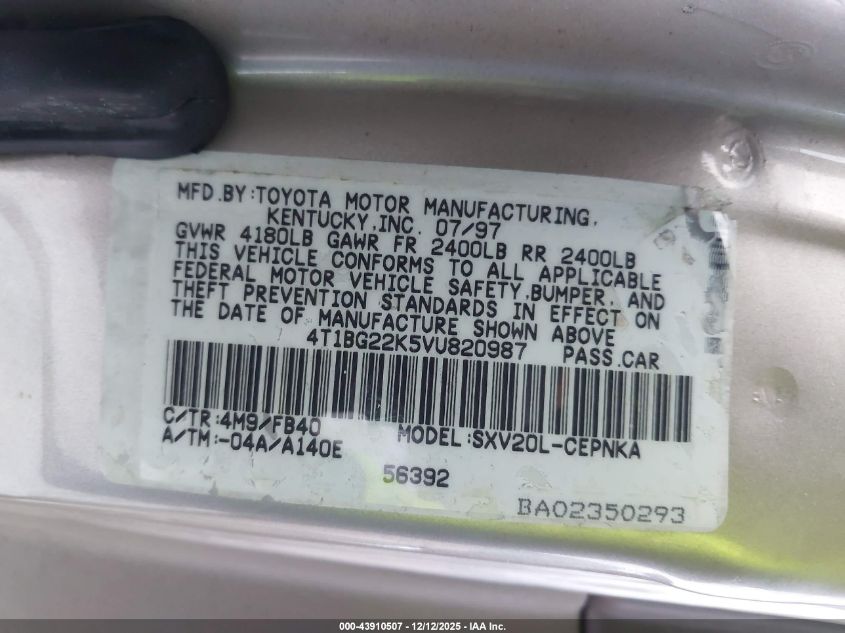 MFD.BY:TOYOTA MOTOR MANUFACTURING,
KENTUCKY,INC. 07/97
GVWR 4180LB GAWR FR 2400LB RR 2400LB
THIS VEHICLE CONFORMS TO ALL APPLICABLE
FEDERAL MOTOR VEHICLE SAFETY,BUMPER, AND
THEFT PREVENTION STANDARDS IN EFFECT ON
THE DATE OF MANUFACTURE SHOWN ABOVE
4T1BG22K5VU820987 PASS.CAR
C/TR:4M9/FB40 MODEL:SXV20L-CEPNKA
A/TM:-04A/A140E
56392
BA02350293
000-43910507 - 12/12/2025 - IAA Inc.